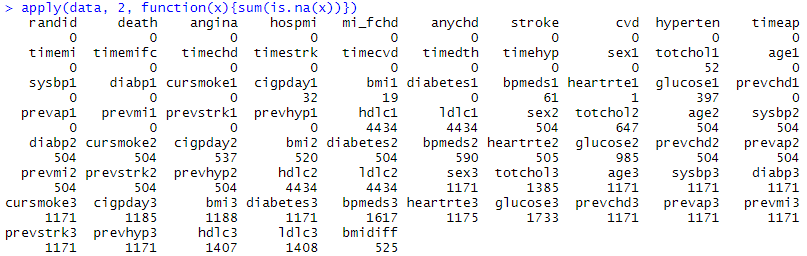 > apply(data, 2, function(x){sum(is.na(x))})
randid death angina hospmi mi_fchd anychd stroke cvd hyperten timeap
0 0 0 0 0 0 0 0 0 0
timemi timemifc timechd timestrk timecvd timedth timehyp sex1 totchol1 age1
0 0 0 0 0 0 0 0 52 0
sysbp1 diabp1 cursmoke1 cigpday1 bmi1 diabetes1 bpmeds1 heartrte1 glucose1 prevchd1
0 0 0 32 19 0 61 1 397 0
prevap1 prevmi1 prevstrk1 prevhyp1 hdlc1 ldlc1 sex2 totchol2 age2 sysbp2
0 0 0 0 4434 4434 504 647 504 504
diabp2 cursmoke2 cigpday2 bmi2 diabetes2 bpmeds2 heartrte2 glucose2 prevchd2 prevap2
504 504 537 520 504 590 505 985 504 504
prevmi2 prevstrk2 prevhyp2 hdlc2 ldlc2 sex3 totchol3 age3 sysbp3 diabp3
504 504 504 4434 4434 1171 1385 1171 1171 1171
cursmoke3 cigpday3 bmi3 diabetes3 bpmeds3 heartrte3 glucose3 prevchd3 prevap3 prevmi3
1171 1185 1188 1171 1617 1175 1733 1171 1171 1171
prevstrk3 prevhyp3 hdlc3 ldlc3 bmidiff
1171 1171 1407 1408 525